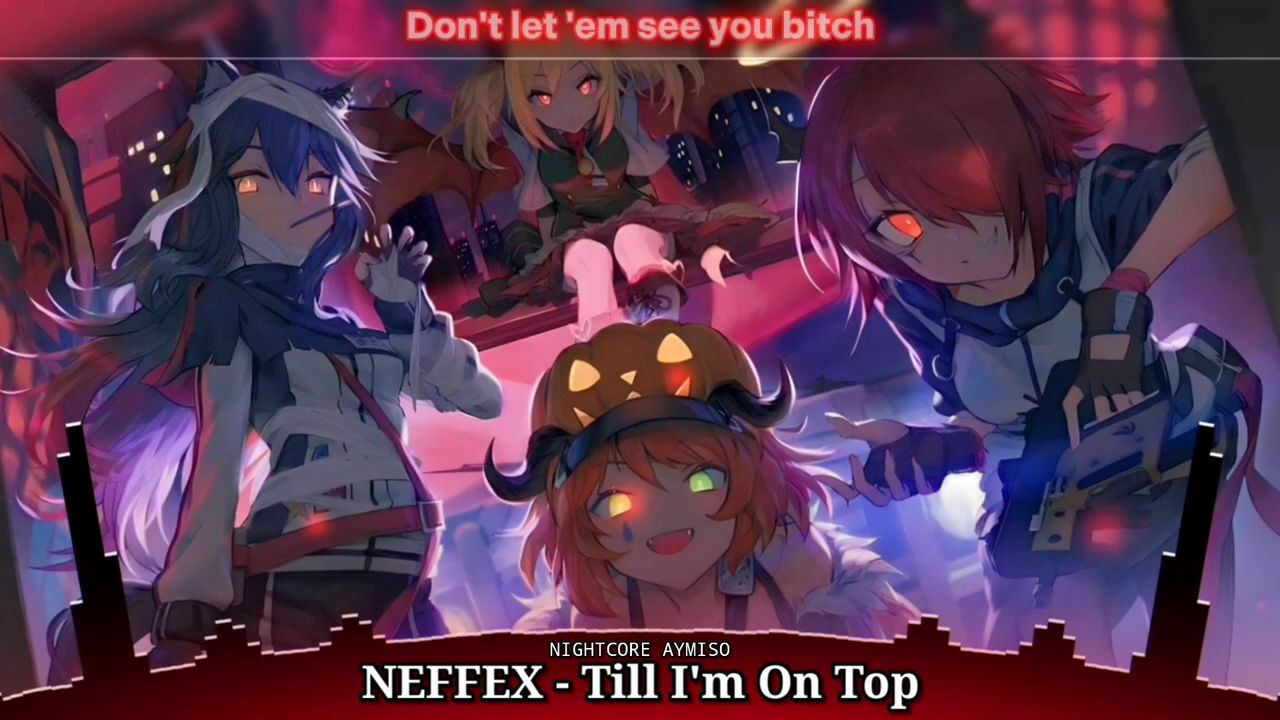 Don't let 'em see you bitch
NIGHTCORE AYMISO
NEFFEX - Till I'm On Top